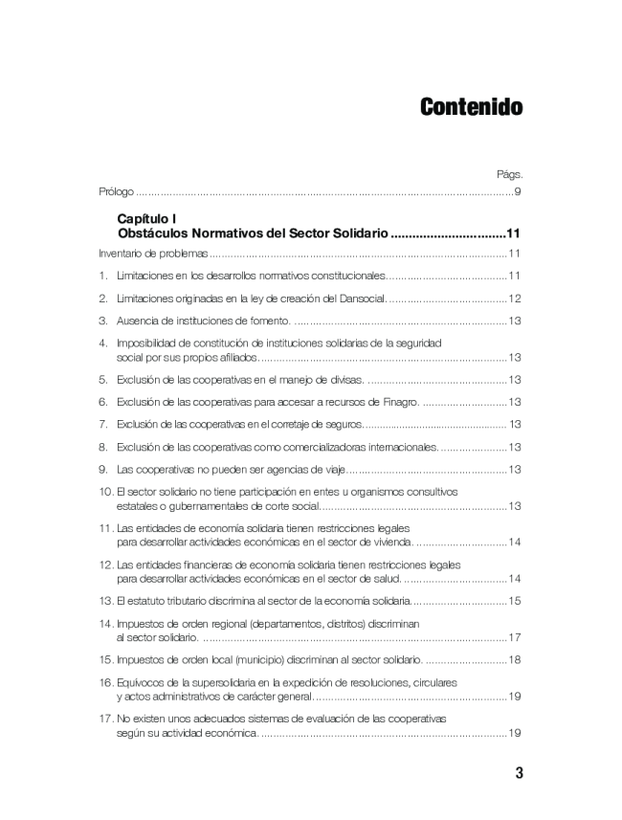 Contenido
Págs.
Prólogo ............................................................................................................................9
Capítulo I
Obstáculos Normativos del Sector Solidario ................................11
Inventario de problemas..................................................................................................11
1. Limitaciones en los desarrollos normativos constitucionales........................................11
2. Limitaciones originadas en la ley de creación del Dansocial........................................12
3. Ausencia de instituciones de fomento. ......................................................................13
4. Imposibilidad de constitución de instituciones solidarias de la seguridad
social por sus propios afiliados..................................................................................13
5. Exclusión de las cooperativas en el manejo de divisas. ..............................................13
6. Exclusión de las cooperativas para accesar a recursos de Finagro. ............................13
7. Exclusión de las cooperativas en el corretaje de seguros................................................ 13
8. Exclusión de las cooperativas como comercializadoras internacionales.......................13
9. Las cooperativas no pueden ser agencias de viaje.....................................................13
10. El sector solidario no tiene participación en entes u organismos consultivos
estatales o gubernamentales de corte social..............................................................13
11. Las entidades de economía solidaria tienen restricciones legales
para desarrollar actividades económicas en el sector de vivienda. ..............................14
12. Las entidades financieras de economía solidaria tienen restricciones legales
para desarrollar actividades económicas en el sector de salud. ..................................14
13. El estatuto tributario discrimina al sector de la economía solidaria................................15
14. Impuestos de orden regional (departamentos, distritos) discriminan
al sector solidario. ....................................................................................................17
15. Impuestos de orden local (municipio) discriminan al sector solidario. ...........................18
16. Equívocos de la supersolidaria en la expedición de resoluciones, circulares
y actos administrativos de carácter general................................................................19
17. No existen unos adecuados sistemas de evaluación de las cooperativas
según su actividad económica..................................................................................19
3